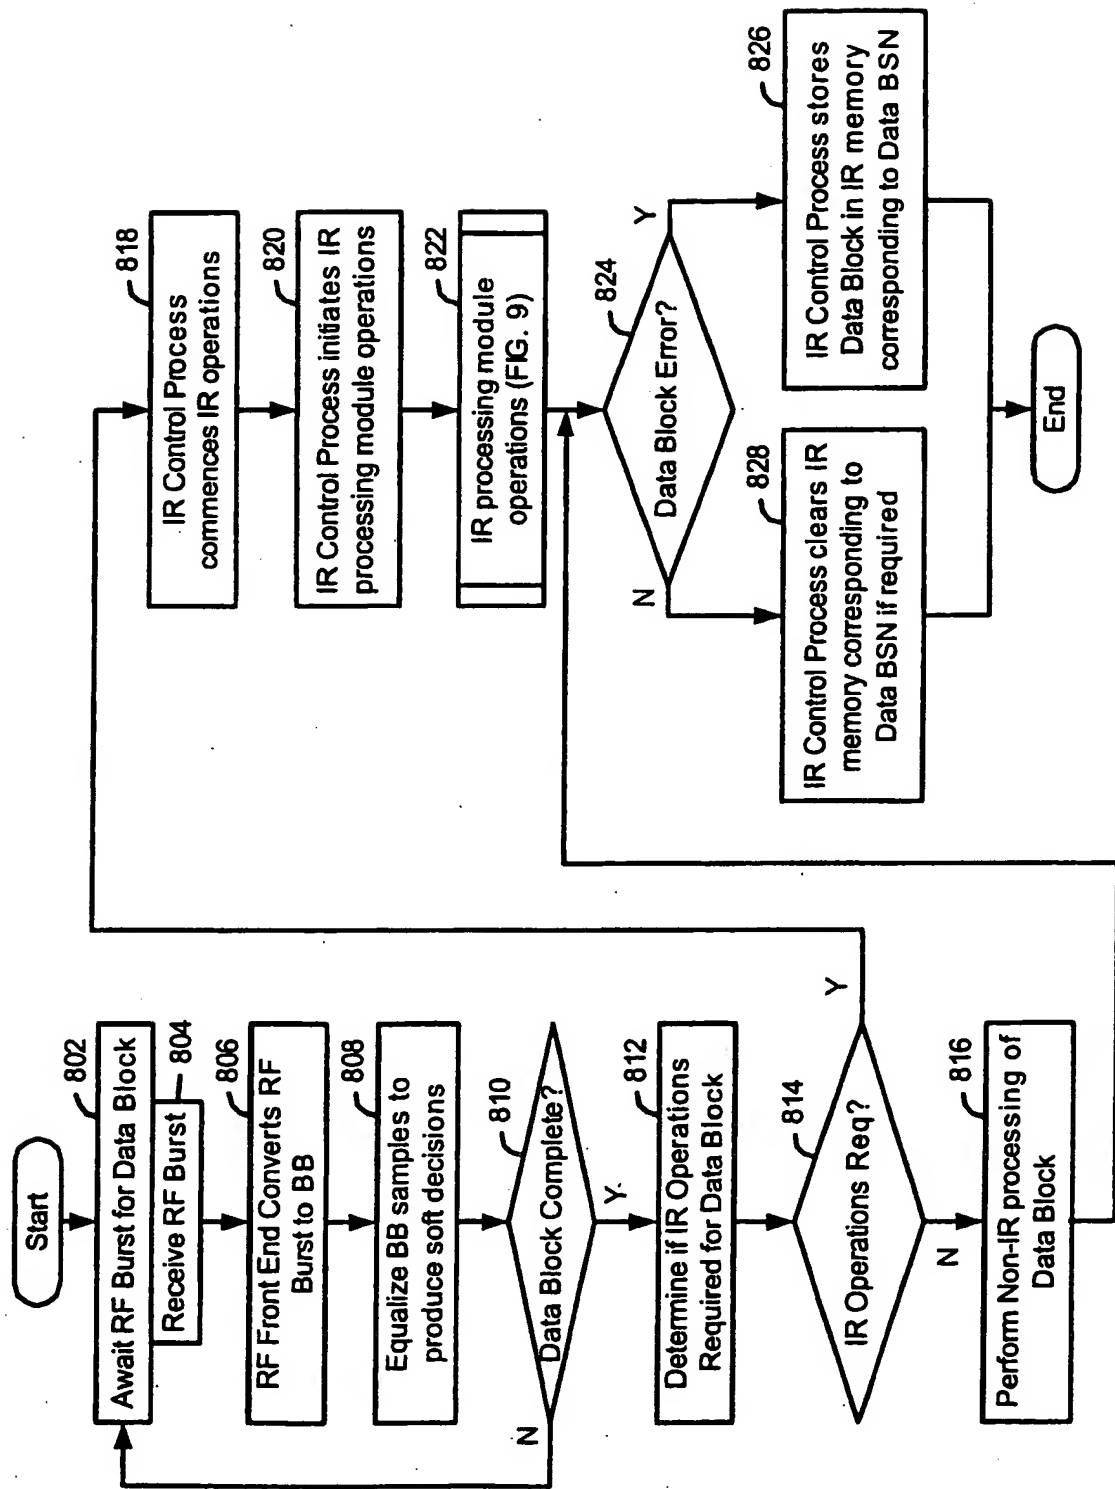 Start
802
Await RF Burst for Data Block
804
Receive RF Burst
806
RF Front End Converts RF
Burst to BB
808
Equalize BB samples to
produce soft decisions
810
Data Block Complete?
N
Y
812
Determine if IR Operations
Required for Data Block
814
IR Operations Req?
Y
N
816
Perform Non-IR processing of
Data Block
818
IR Control Process
commences IR operations
820
IR Control Process initiates IR
processing module operations
822
IR processing module
operations (FIG. 9)
824
Data Block Error?
N
Y
828
IR Control Process clears IR
memory corresponding to
Data BSN if required
826
IR Control Process stores
Data Block in IR memory
corresponding to Data BSN
End